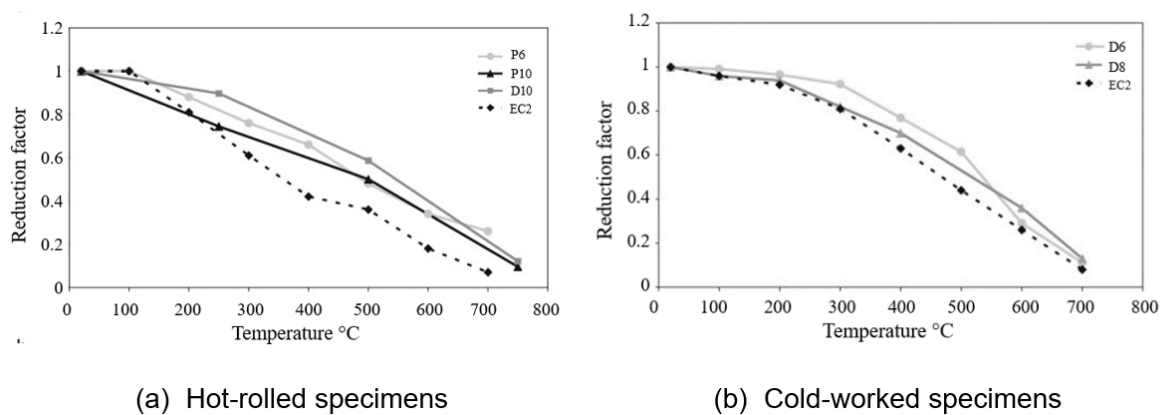 1.2
1
0.8
0.6
0.4
0.2
0
Reduction factor
0 100 200 300 400 500 600 700 800
Temperature °C
P6
P10
D10
EC2
(a) Hot-rolled specimens
1.2
1
0.8
0.6
0.4
0.2
0
Reduction factor
0 100 200 300 400 500 600 700 800
Temperature °C
D6
D8
EC2
(b) Cold-worked specimens